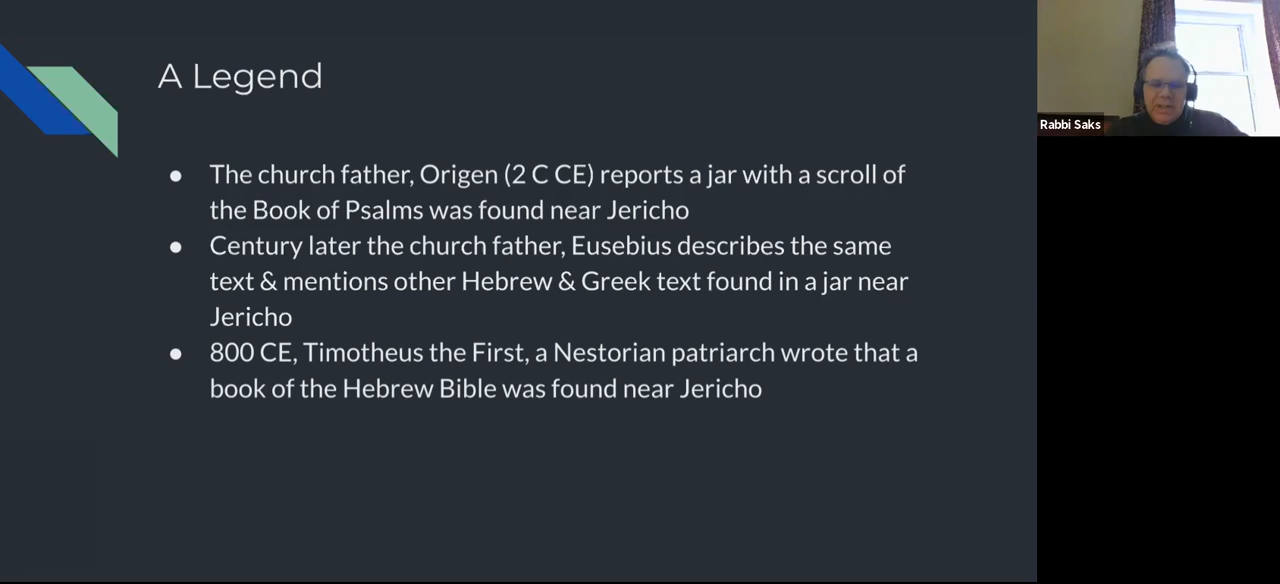 A Legend
● The church father, Origen (2 C CE) reports a jar with a scroll of
the Book of Psalms was found near Jericho
● Century later the church father, Eusebius describes the same
text & mentions other Hebrew & Greek text found in a jar near
Jericho
● 800 CE, Timotheus the First, a Nestorian patriarch wrote that a
book of the Hebrew Bible was found near Jericho
Rabbi Saks